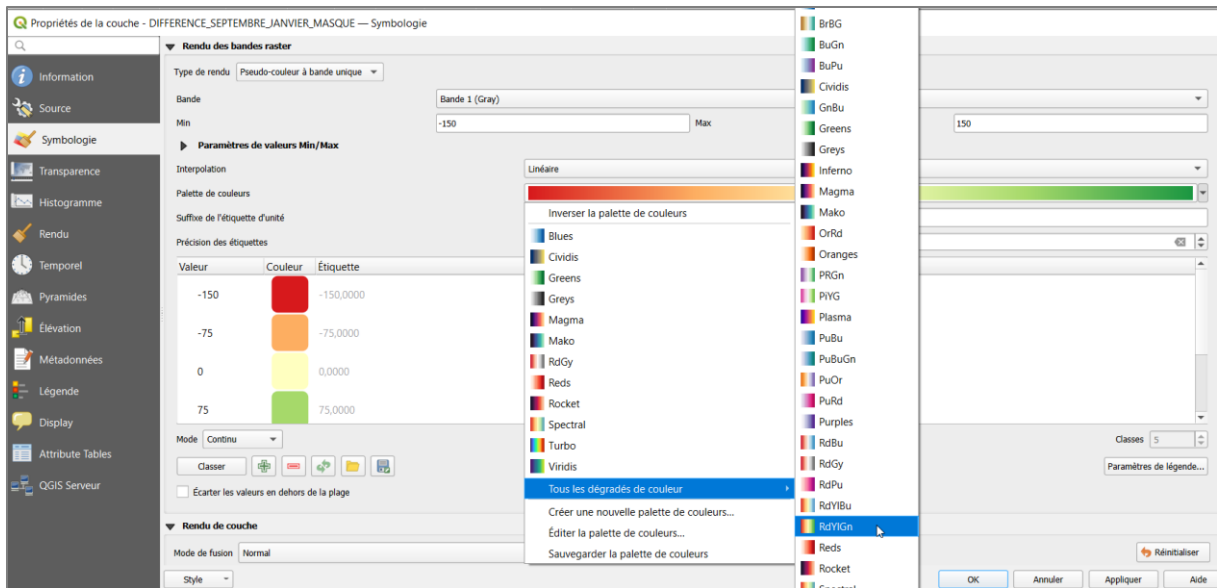 Propriétés de la couche - DIFFERENCE_SEPTEMBRE_JANVIER_MASQUE — Symbologie
Information
Source
Symbologie
Transparence
Histogramme
Rendu
Temporel
Pyramides
Élévation
Métadonnées
Légende
Display
Attribute Tables
QGIS Serveur
Rendu des bandes raster
Type de rendu Pseudo-couleur à bande unique
Bande Bande 1 (Gray)
Min -150 Max 150
Paramètres de valeurs Min/Max
Interpolation Linéaire
Palette de couleurs
Suffixe de l'étiquette d'unité
Précision des étiquettes
Valeur Couleur Étiquette
-150 -150,0000
-75 -75,0000
0 0,0000
75 75,0000
Mode Continu Classes 5
Classer Paramètres de légende...
Écarter les valeurs en dehors de la plage
Rendu de couche
Mode de fusion Normal Réinitialiser
Style OK Annuler Appliquer Aide
Inverser la palette de couleurs
Blues
Cividis
Greens
Greys
Magma
Mako
RdGy
Reds
Rocket
Spectral
Turbo
Viridis
Tous les dégradés de couleur
Créer une nouvelle palette de couleurs...
Éditer la palette de couleurs...
Sauvegarder la palette de couleurs
BrBG
BuGn
BuPu
Cividis
GnBu
Greens
Greys
Inferno
Magma
Mako
OrRd
Oranges
PRGn
PiYG
Plasma
PuBu
PuBuGn
PuOr
PuRd
Purples
RdBu
RdGy
RdPu
RdYlBu
RdYlGn
Reds
Rocket